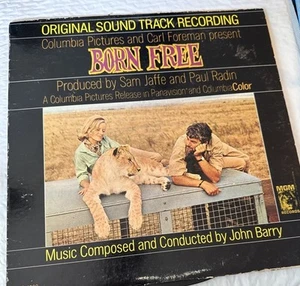 ORIGINAL SOUND TRACK RECORDING
Columbia Pictures and Carl Foreman present
BORN FREE
Produced by Sam Jaffe and Paul Radin
A Columbia Pictures Release in Panavision and ColumbiaColor
MGM
RECORDS
Music Composed and Conducted by John Barry